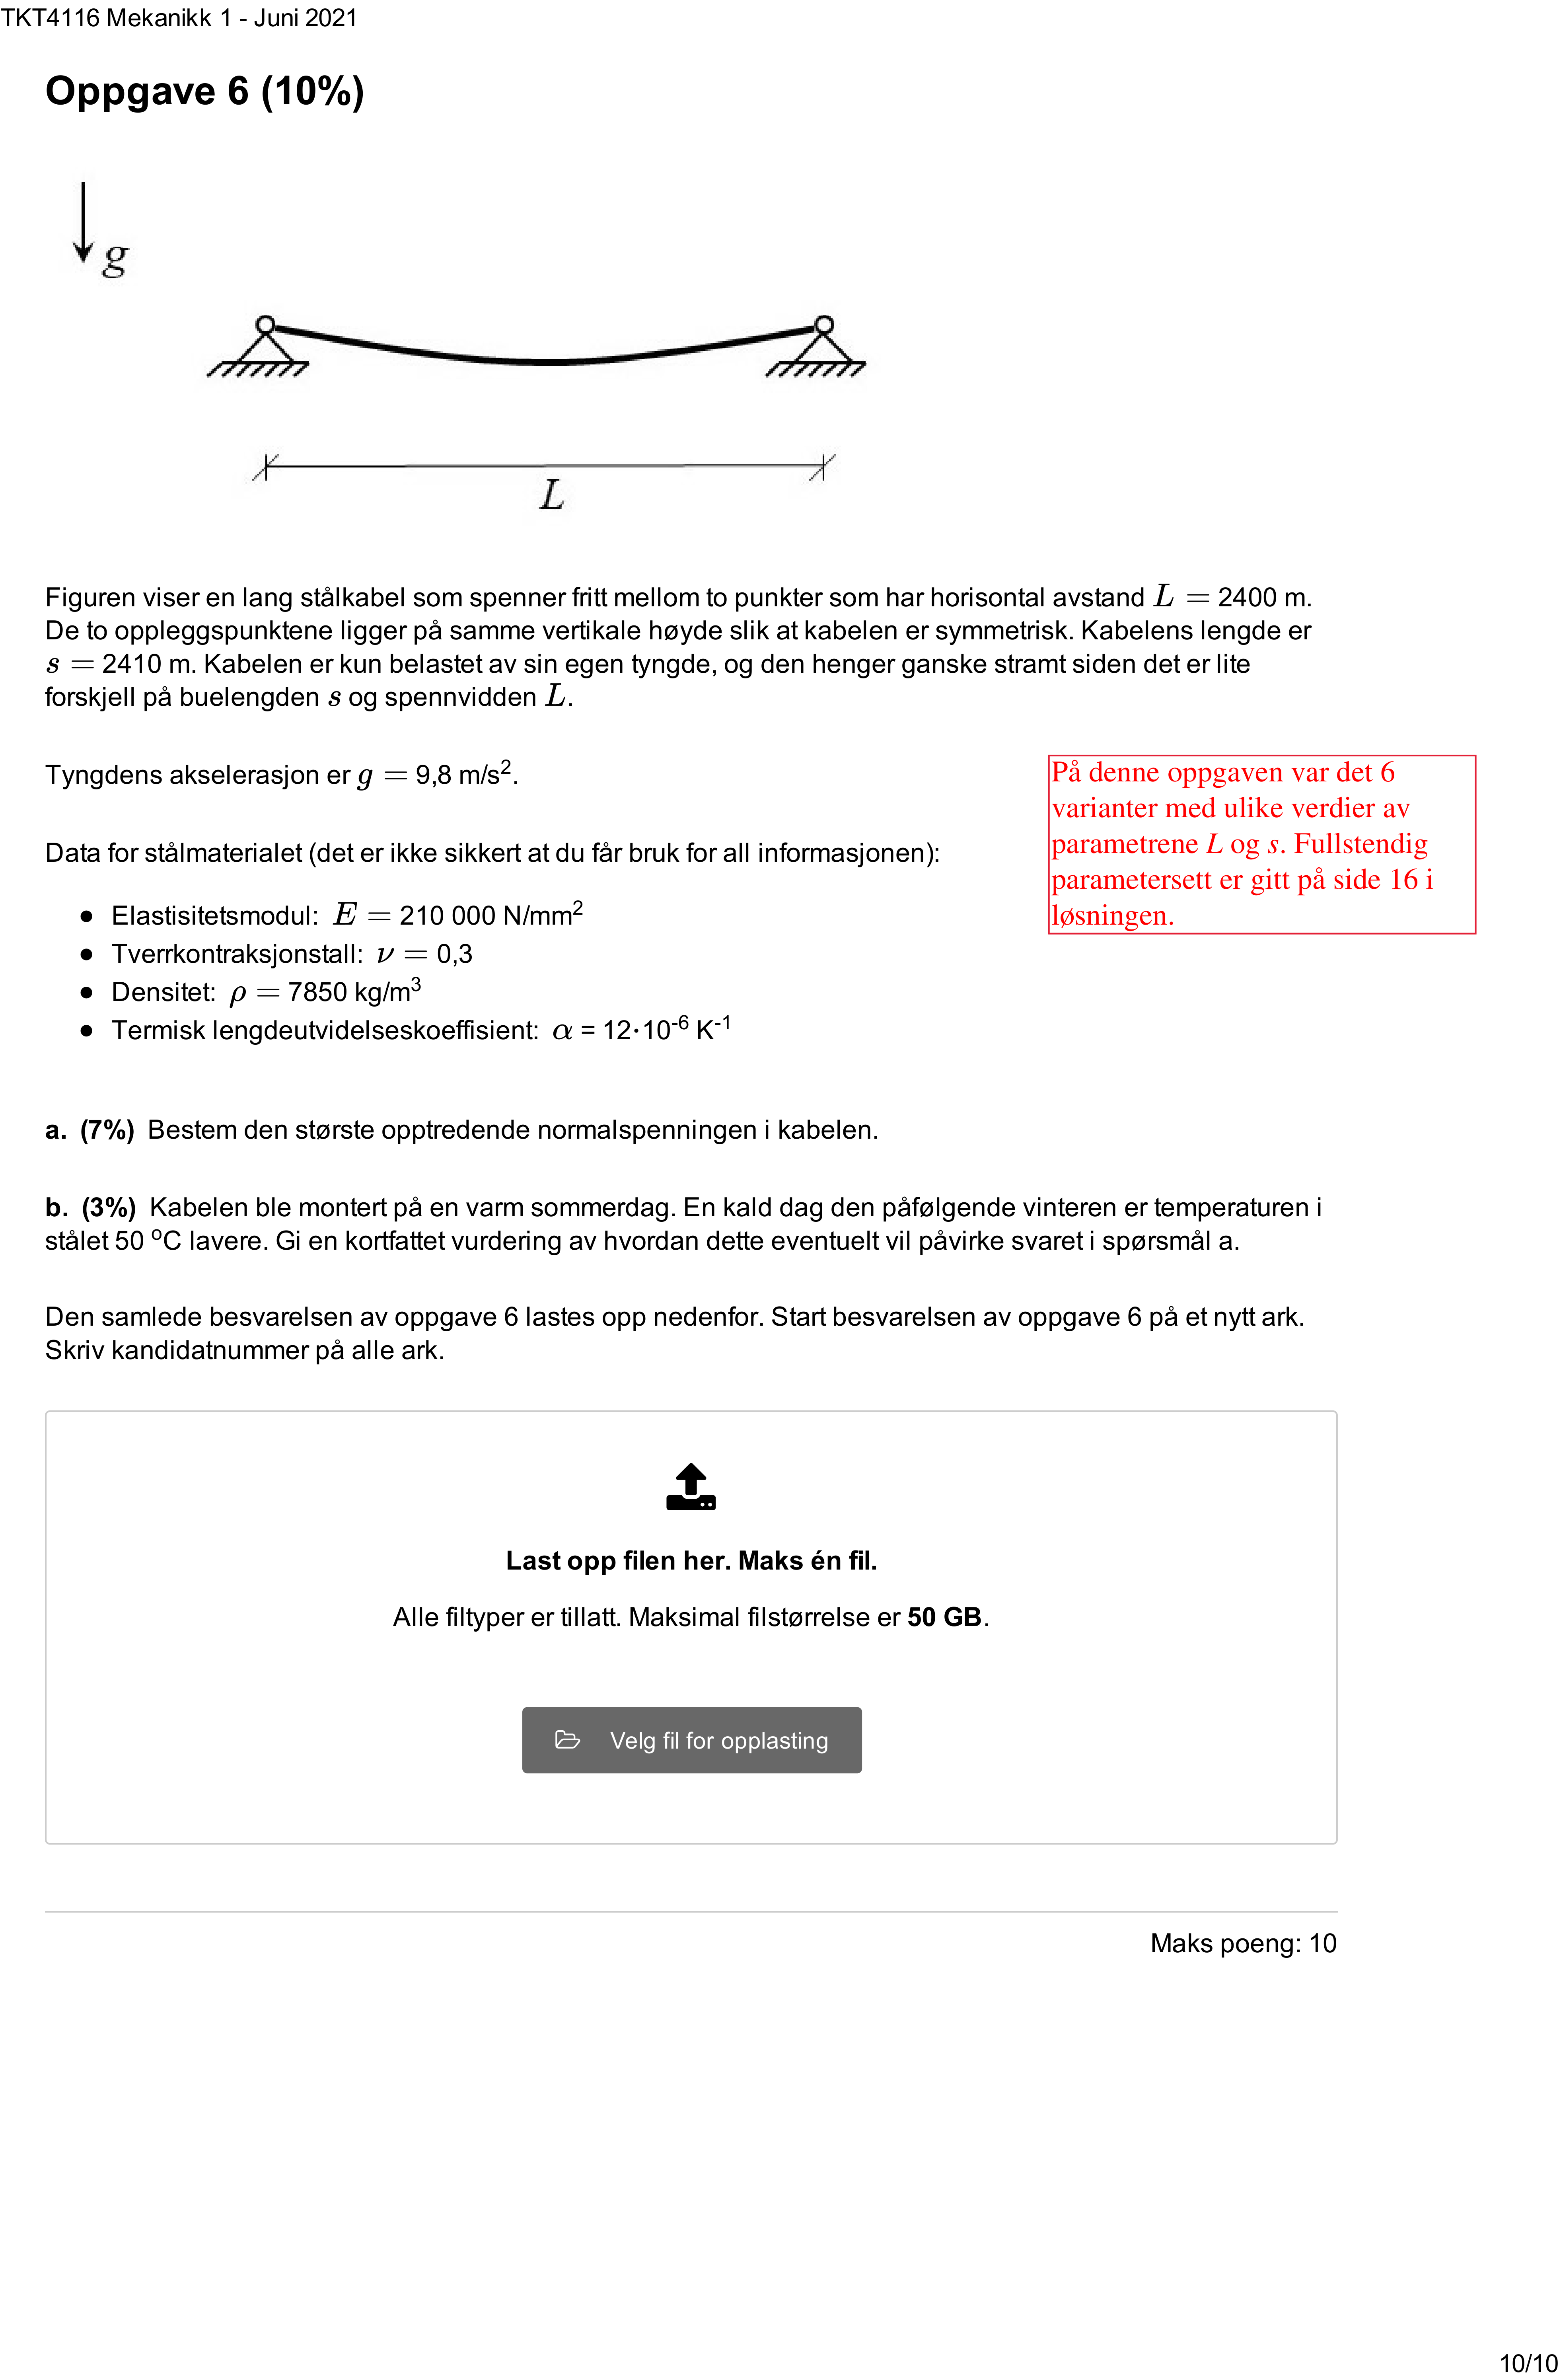 TKT4116 Mekanikk 1 - Juni 2021
Oppgave 6 (10%)
g
L
Figuren viser en lang stålkabel som spenner fritt mellom to punkter som har horisontal avstand L = 2400 m.
De to oppleggspunktene ligger på samme vertikale høyde slik at kabelen er symmetrisk. Kabelens lengde er
s = 2410 m. Kabelen er kun belastet av sin egen tyngde, og den henger ganske stramt siden det er lite
forskjell på buelengden s og spennvidden L.
Tyngdens akselerasjon er g = 9,8 m/s².
Data for stålmaterialet (det er ikke sikkert at du får bruk for all informasjonen):
● Elastisitetsmodul: E = 210 000 N/mm²
● Tverrkontraksjonstall: ν = 0,3
● Densitet: ρ = 7850 kg/m³
● Termisk lengdeutvidelseskoeffisient: α = 12·10⁻⁶ K⁻¹
På denne oppgaven var det 6
varianter med ulike verdier av
parametrene L og s. Fullstendig
parametersett er gitt på side 16 i
løsningen.
a. (7%) Bestem den største opptredende normalspenningen i kabelen.
b. (3%) Kabelen ble montert på en varm sommerdag. En kald dag den påfølgende vinteren er temperaturen i
stålet 50 °C lavere. Gi en kortfattet vurdering av hvordan dette eventuelt vil påvirke svaret i spørsmål a.
Den samlede besvarelsen av oppgave 6 lastes opp nedenfor. Start besvarelsen av oppgave 6 på et nytt ark.
Skriv kandidatnummer på alle ark.
Last opp filen her. Maks én fil.
Alle filtyper er tillatt. Maksimal filstørrelse er 50 GB.
Velg fil for opplasting
Maks poeng: 10
10/10